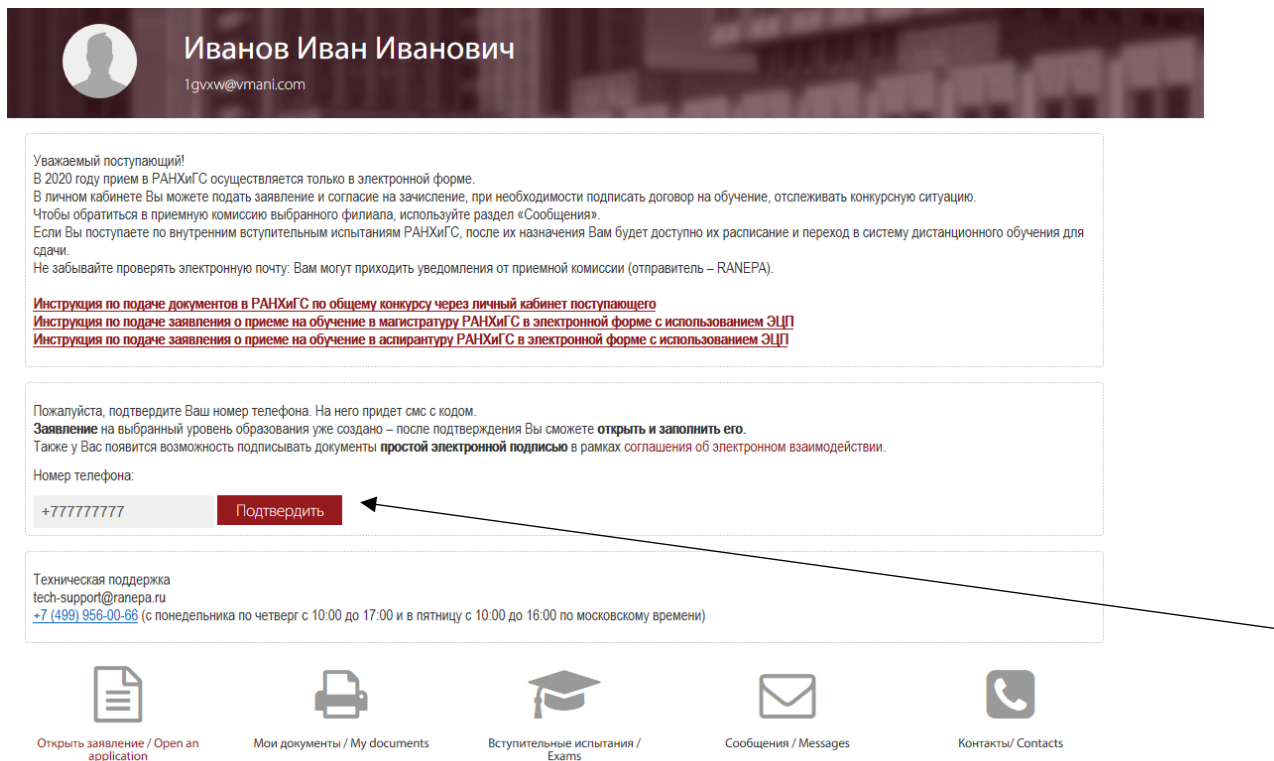 Иванов Иван Иванович
1gvxw@vmani.com
Уважаемый поступающий!
В 2020 году прием в РАНХиГС осуществляется только в электронной форме.
В личном кабинете Вы можете подать заявление и согласие на зачисление, при необходимости подписать договор на обучение, отслеживать конкурсную ситуацию.
Чтобы обратиться в приемную комиссию выбранного филиала, используйте раздел «Сообщения».
Если Вы поступаете по внутренним вступительным испытаниям РАНХиГС, после их назначения Вам будет доступно их расписание и переход в систему дистанционного обучения для
сдачи.
Не забывайте проверять электронную почту: Вам могут приходить уведомления от приемной комиссии (отправитель – RANEPA).
Инструкция по подаче документов в РАНХиГС по общему конкурсу через личный кабинет поступающего
Инструкция по подаче заявления о приеме на обучение в магистратуру РАНХиГС в электронной форме с использованием ЭЦП
Инструкция по подаче заявления о приеме на обучение в аспирантуру РАНХиГС в электронной форме с использованием ЭЦП
Пожалуйста, подтвердите Ваш номер телефона. На него придет смс с кодом.
Заявление на выбранный уровень образования уже создано – после подтверждения Вы сможете открыть и заполнить его.
Также у Вас появится возможность подписывать документы простой электронной подписью в рамках соглашения об электронном взаимодействии.
Номер телефона:
+777777777 Подтвердить
Техническая поддержка
tech-support@ranepa.ru
+7 (499) 956-00-66 (с понедельника по четверг с 10:00 до 17:00 и в пятницу с 10:00 до 16:00 по московскому времени)
Открыть заявление / Open an
application
Мои документы / My documents
Вступительные испытания /
Exams
Сообщения / Messages
Контакты/ Contacts